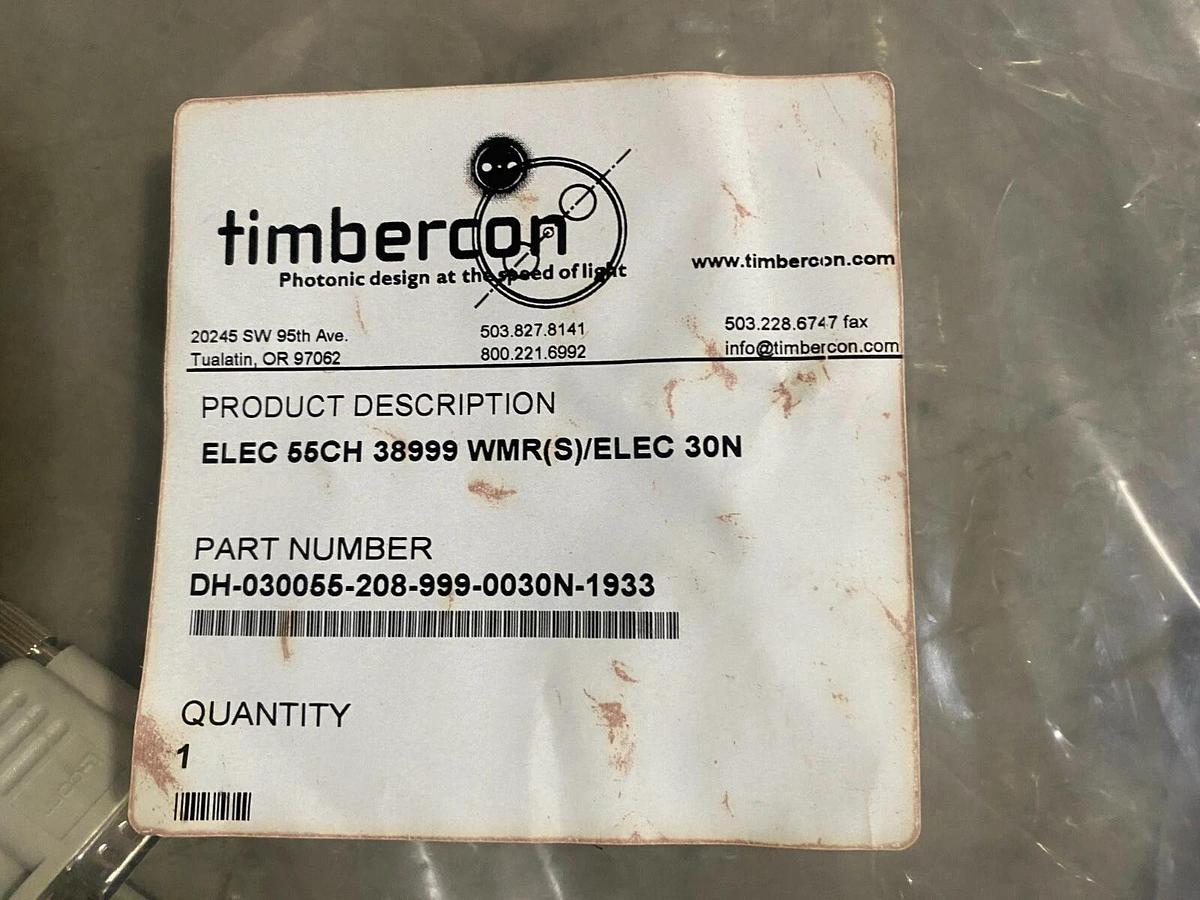 timbercon
Photonic design at the speed of light
www.timbercon.com
20245 SW 95th Ave.
503.827.8141
503.228.6747 fax
Tualatin, OR 97062
800.221.6992
info@timbercon.com
PRODUCT DESCRIPTION
ELEC 55CH 38999 WMR(S)/ELEC 30N
PART NUMBER
DH-030055-208-999-0030N-1933
QUANTITY
1